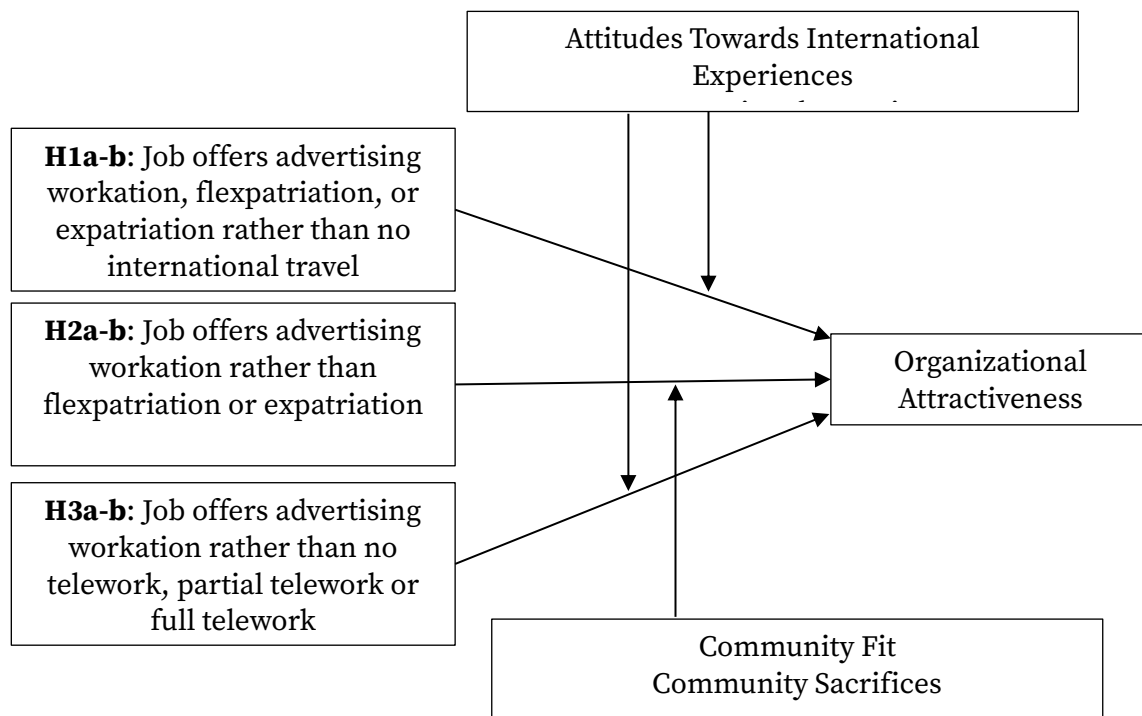 Attitudes Towards International
Experiences
H1a-b: Job offers advertising
workation, flexpatriation, or
expatriation rather than no
international travel
H2a-b: Job offers advertising
workation rather than
flexpatriation or expatriation
H3a-b: Job offers advertising
workation rather than no
telework, partial telework or
full telework
Organizational
Attractiveness
Community Fit
Community Sacrifices